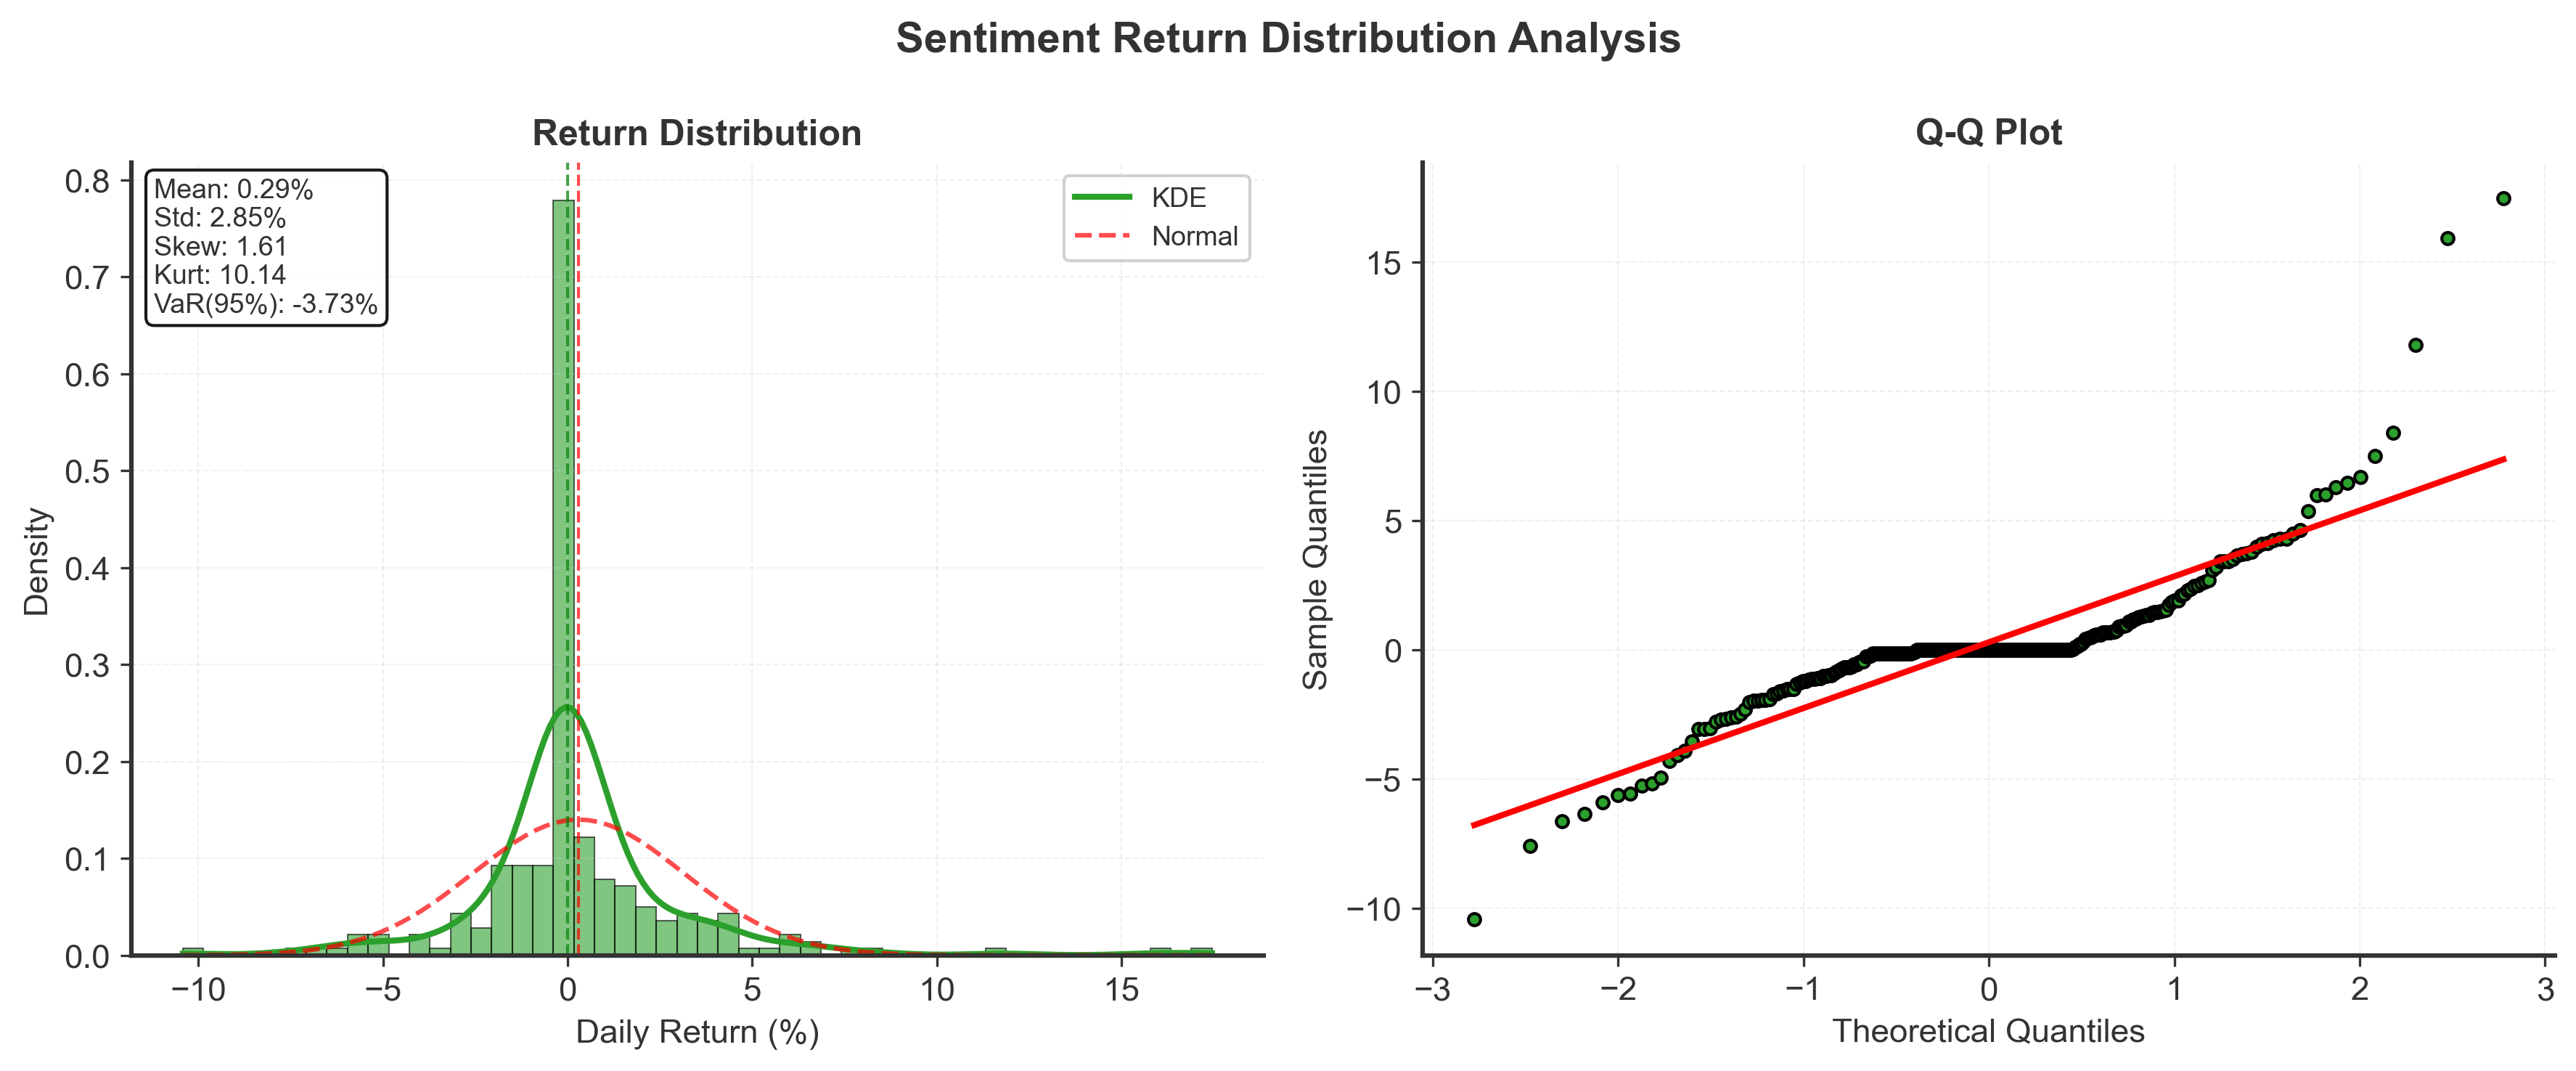 Sentiment Return Distribution Analysis
Return Distribution
Mean: 0.29%
Std: 2.85%
Skew: 1.61
Kurt: 10.14
VaR(95%): -3.73%
KDE
Normal
Density
0.8
0.7
0.6
0.5
0.4
0.3
0.2
0.1
0.0
−10 −5 0 5 10 15
Daily Return (%)
Q-Q Plot
Sample Quantiles
15
10
5
0
−5
−10
−3 −2 −1 0 1 2 3
Theoretical Quantiles